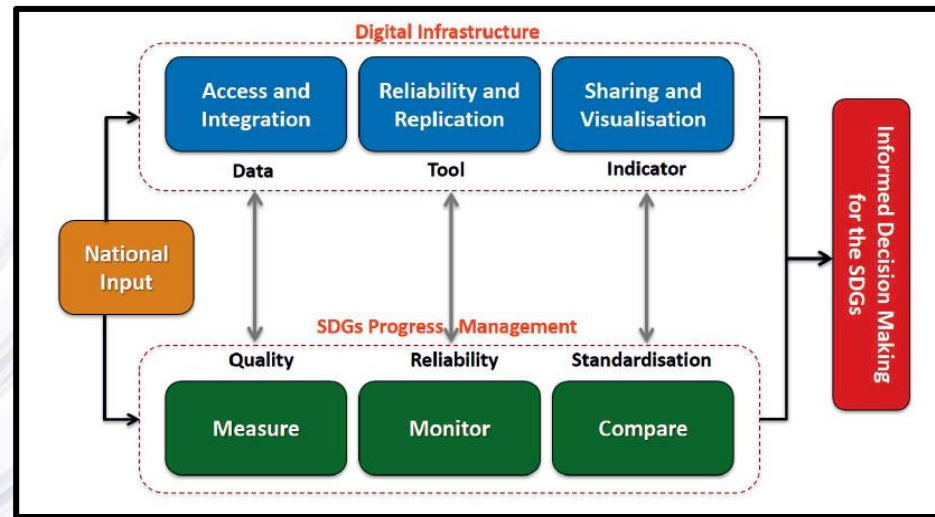 Digital Infrastructure
Access and
Integration
Reliability and
Replication
Sharing and
Visualisation
Data
Tool
Indicator
National
Input
SDGs Progress Management
Quality
Reliability
Standardisation
Measure
Monitor
Compare
Informed Decision Making
for the SDGs